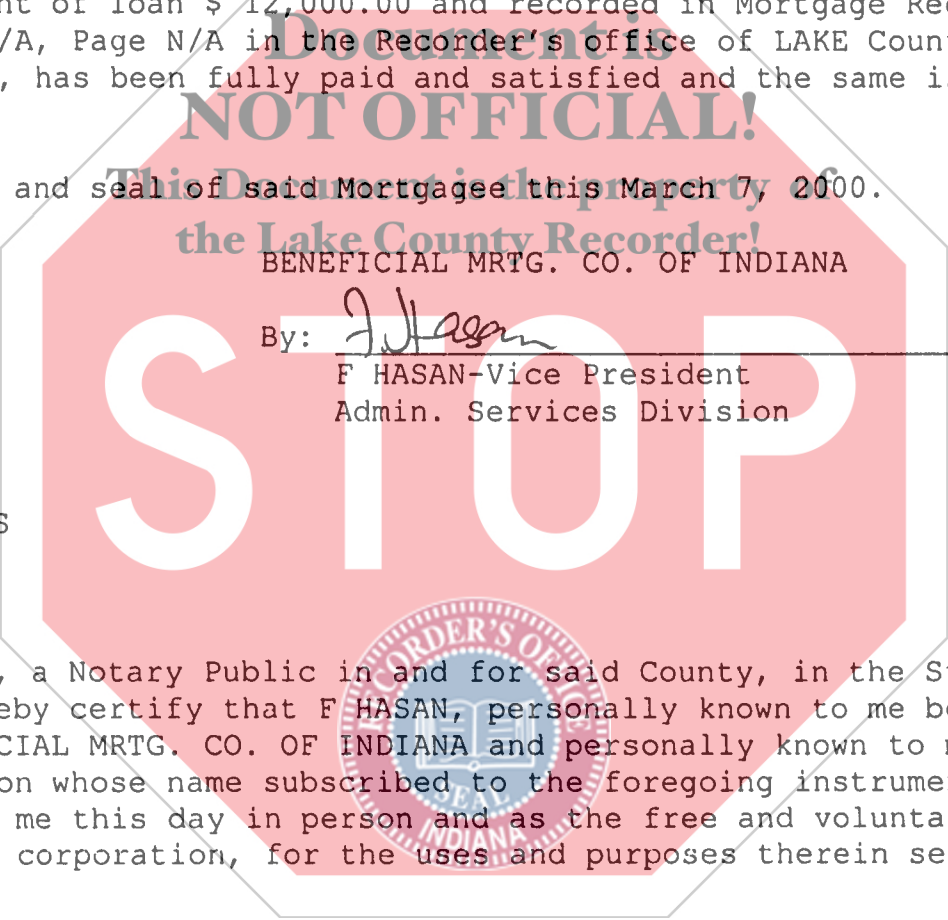 nt of loan $ 12,000.00 and recorded in Mortgage Rec
/A, Page N/A in the Recorder's office of LAKE Coun
Document is
, has been fully paid and satisfied and the same i
NOT OFFICIAL!
and seal of said Mortgagee this March 7, 2000.
This Document is the property of
the Lake County Recorder!
BENEFICIAL MRTG. CO. OF INDIANA
By: F. Hasan
F HASAN-Vice President
Admin. Services Division
STOP
S
RECORDER'S OFFICE
, a Notary Public in and for said County, in the S
eby certify that F HASAN, personally known to me b
CIAL MRTG. CO. OF INDIANA and personally known to
on whose name subscribed to the foregoing instrume
SEAL
me this day in person and as the free and volunta
INDIANA
corporation, for the uses and purposes therein se